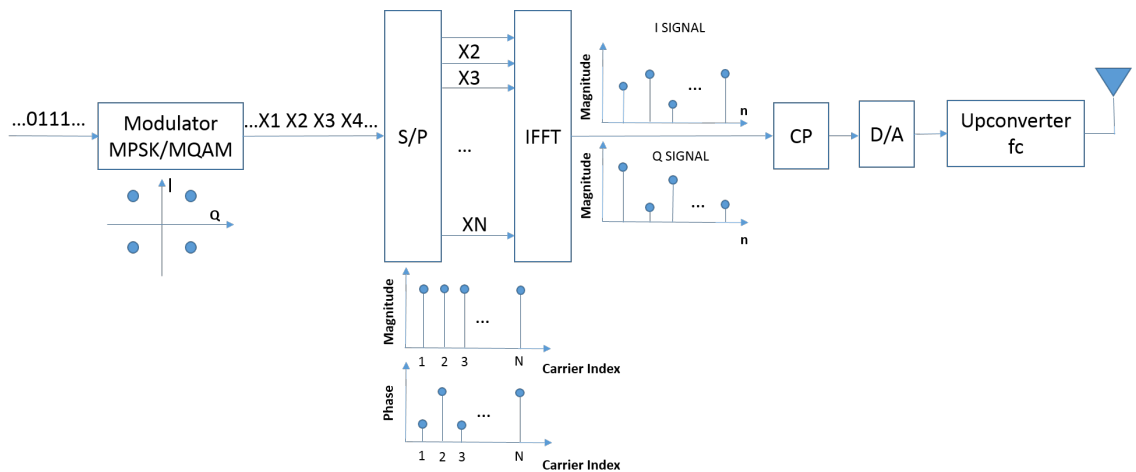 ...0111...
Modulator
MPSK/MQAM
...X1 X2 X3 X4...
I
Q
S/P
X2
X3
...
XN
IFFT
I SIGNAL
Magnitude
...
n
Q SIGNAL
Magnitude
...
n
CP
D/A
Upconverter
fc
Magnitude
...
1 2 3 N
Carrier Index
Phase
...
1 2 3 N
Carrier Index